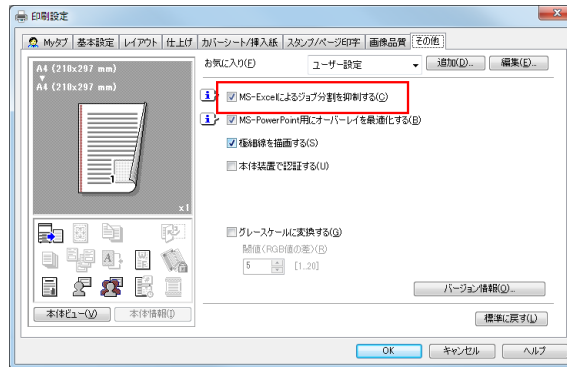 印刷設定
Myタブ 基本設定 レイアウト 仕上げ カバーシート/挿入紙 スタンプ/ページ印字 画像品質 その他
A4 (210x297 mm)
A4 (210x297 mm)
x1
お気に入り(F) ユーザー設定 追加(D)... 編集(E)...
MS-Excelによるジョブ分割を抑制する(C)
MS-PowerPoint用にオーバーレイを最適化する(B)
極細線を描画する(S)
本体装置で認証する(U)
グレースケールに変換する(G)
閾値(RGB値の差)(R)
5 [1..20]
バージョン情報(O)...
本体ビュー(V) 本体情報(I)
標準に戻す(L)
OK キャンセル ヘルプ